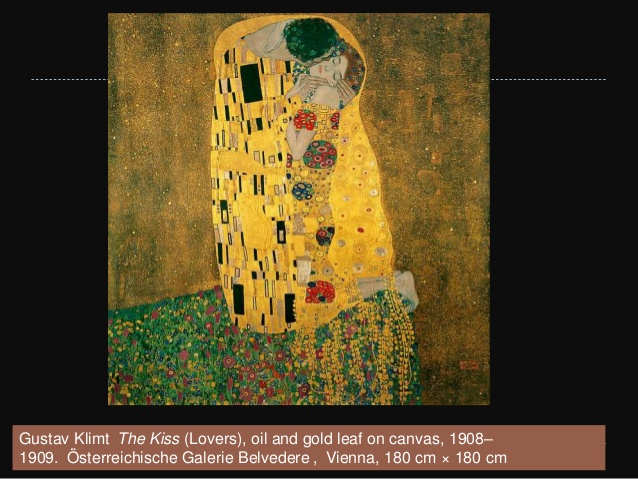 Gustav Klimt The Kiss (Lovers), oil and gold leaf on canvas, 1908–
1909. Österreichische Galerie Belvedere , Vienna, 180 cm × 180 cm